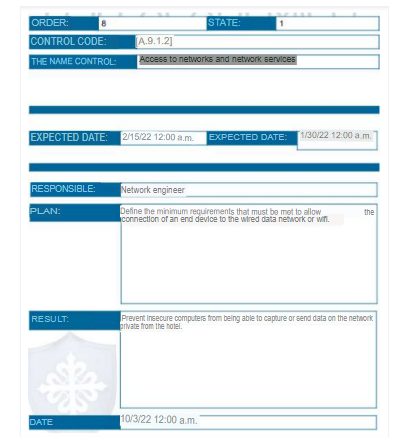 ORDER: 8 STATE: 1
CONTROL CODE: [A.9.1.2]
THE NAME CONTROL: Access to networks and network services
EXPECTED DATE: 2/15/22 12:00 a.m. EXPECTED DATE: 1/30/22 12:00 a.m.
RESPONSIBLE: Network engineer
PLAN: Define the minimum requirements that must be met to allow the
connection of an end device to the wired data network or wifi.
RESULT: Prevent insecure computers from being able to capture or send data on the network
private from the hotel.
DATE 10/3/22 12:00 a.m.